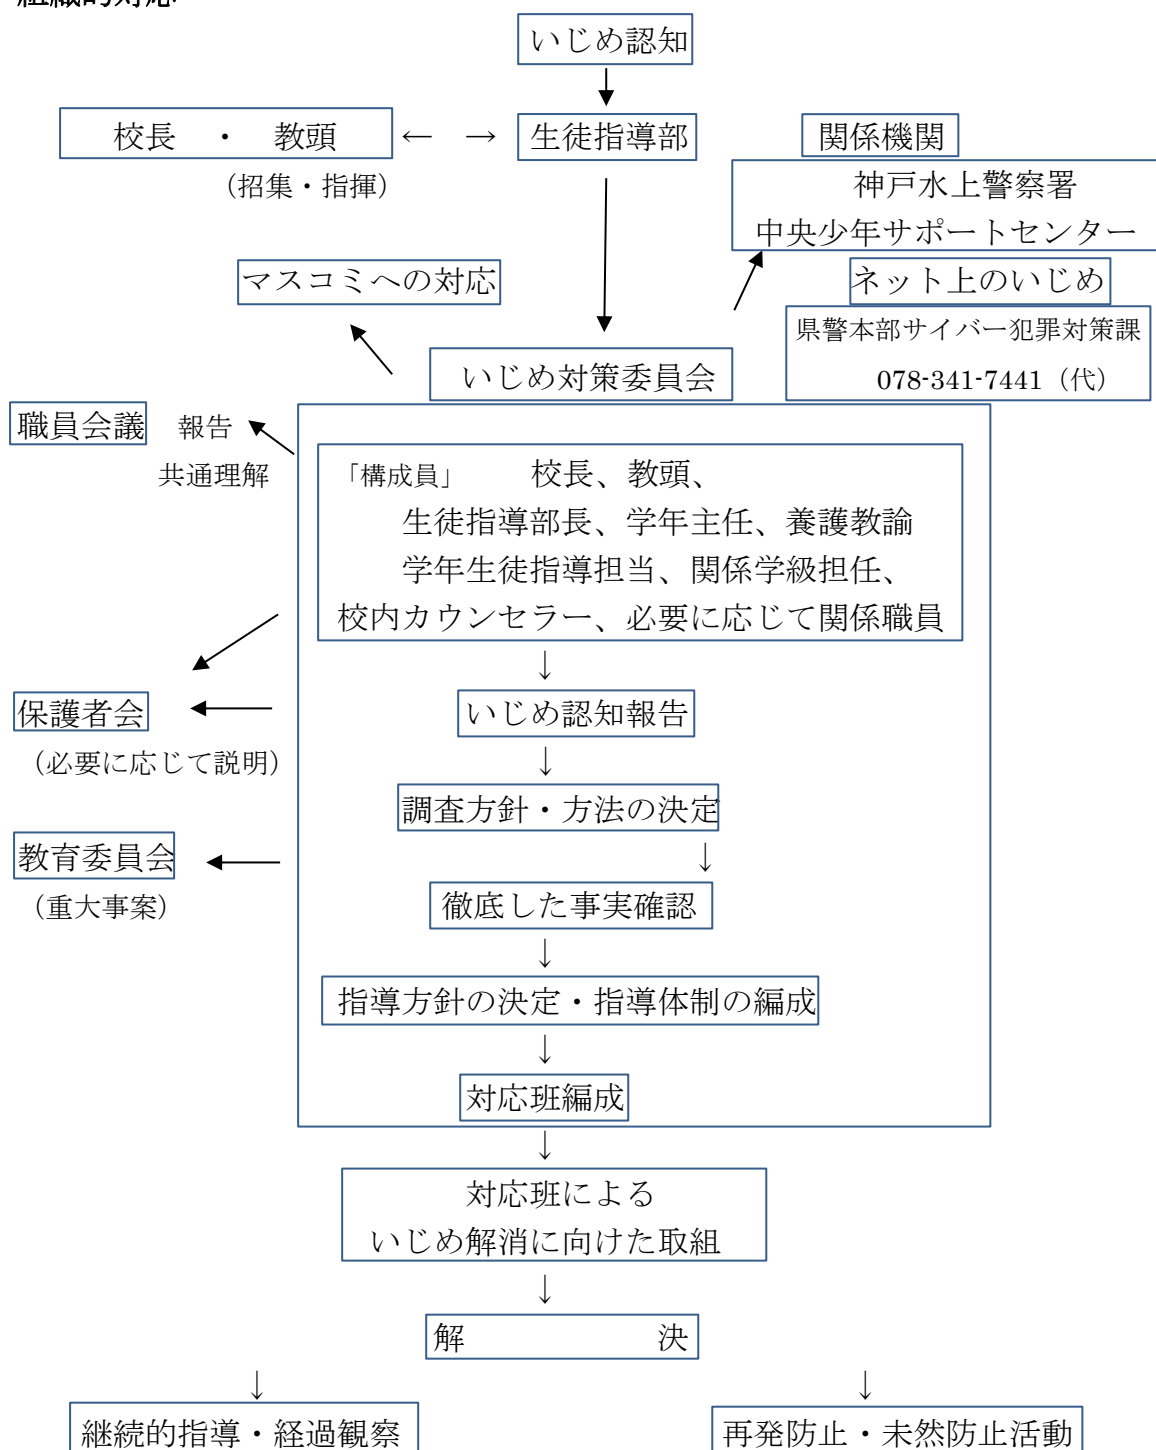 組織的対応
いじめ認知
↓
校長 ・ 教頭 ← → 生徒指導部
(招集・指揮)
関係機関
神戸水上警察署
中央少年サポートセンター
マスコミへの対応
ネット上のいじめ
県警本部サイバー犯罪対策課
078-341-7441（代）
いじめ対策委員会
職員会議 報告
共通理解
「構成員」 校長、教頭、
生徒指導部長、学年主任、養護教諭
学年生徒指導担当、関係学級担任、
校内カウンセラー、必要に応じて関係職員
↓
保護者会
（必要に応じて説明）
いじめ認知報告
↓
調査方針・方法の決定
↓
教育委員会
（重大事案）
徹底した事実確認
↓
指導方針の決定・指導体制の編成
↓
対応班編成
↓
対応班による
いじめ解消に向けた取組
↓
解 決
↓ ↓
継続的指導・経過観察 再発防止・未然防止活動